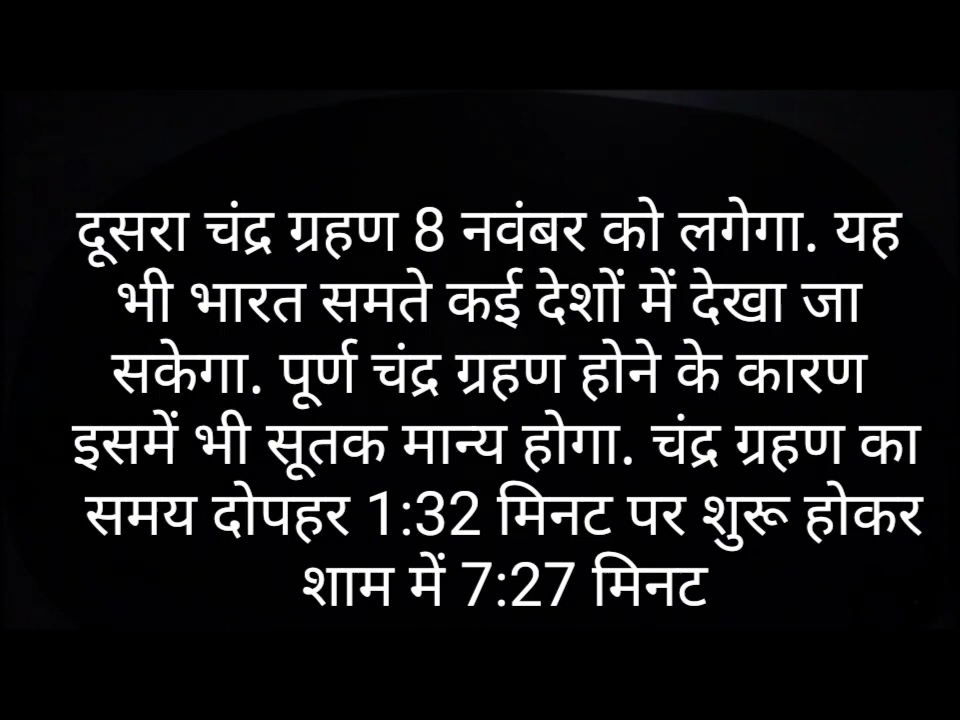 दूसरा चंद्र ग्रहण 8 नवंबर को लगेगा. यह
भी भारत समते कई देशों में देखा जा
सकेगा. पूर्ण चंद्र ग्रहण होने के कारण
इसमें भी सूतक मान्य होगा. चंद्र ग्रहण का
समय दोपहर 1:32 मिनट पर शुरू होकर
शाम में 7:27 मिनट